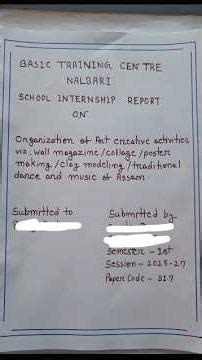 BASIC TRAINING CENTRE
NALBARI
SCHOOL INTERNSHIP REPORT
ON
Organization of Art creative activities
viz, wall magazine/collage/poster
making/clay modeling/traditional
dance and music of Assam.
Submitted to
Submitted by
Semester - 1st
Session - 2025-27
Paper Code - S1.7